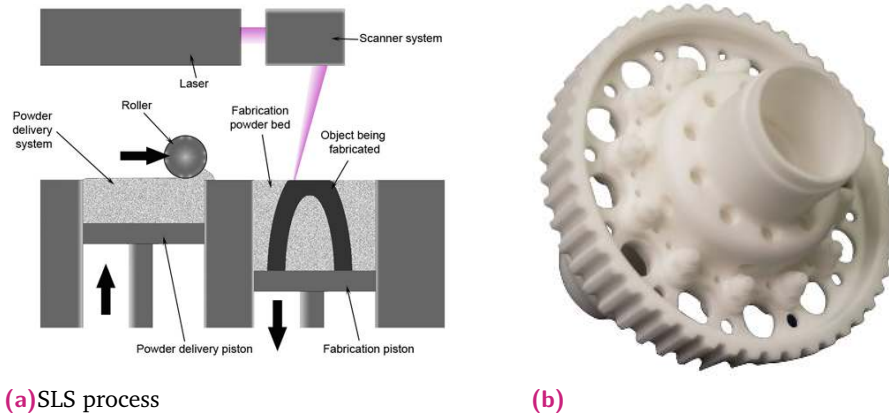 Scanner system
Laser
Roller
Powder
delivery
system
Fabrication
powder bed
Object being
fabricated
Powder delivery piston
Fabrication piston
(a)SLS process
(b)